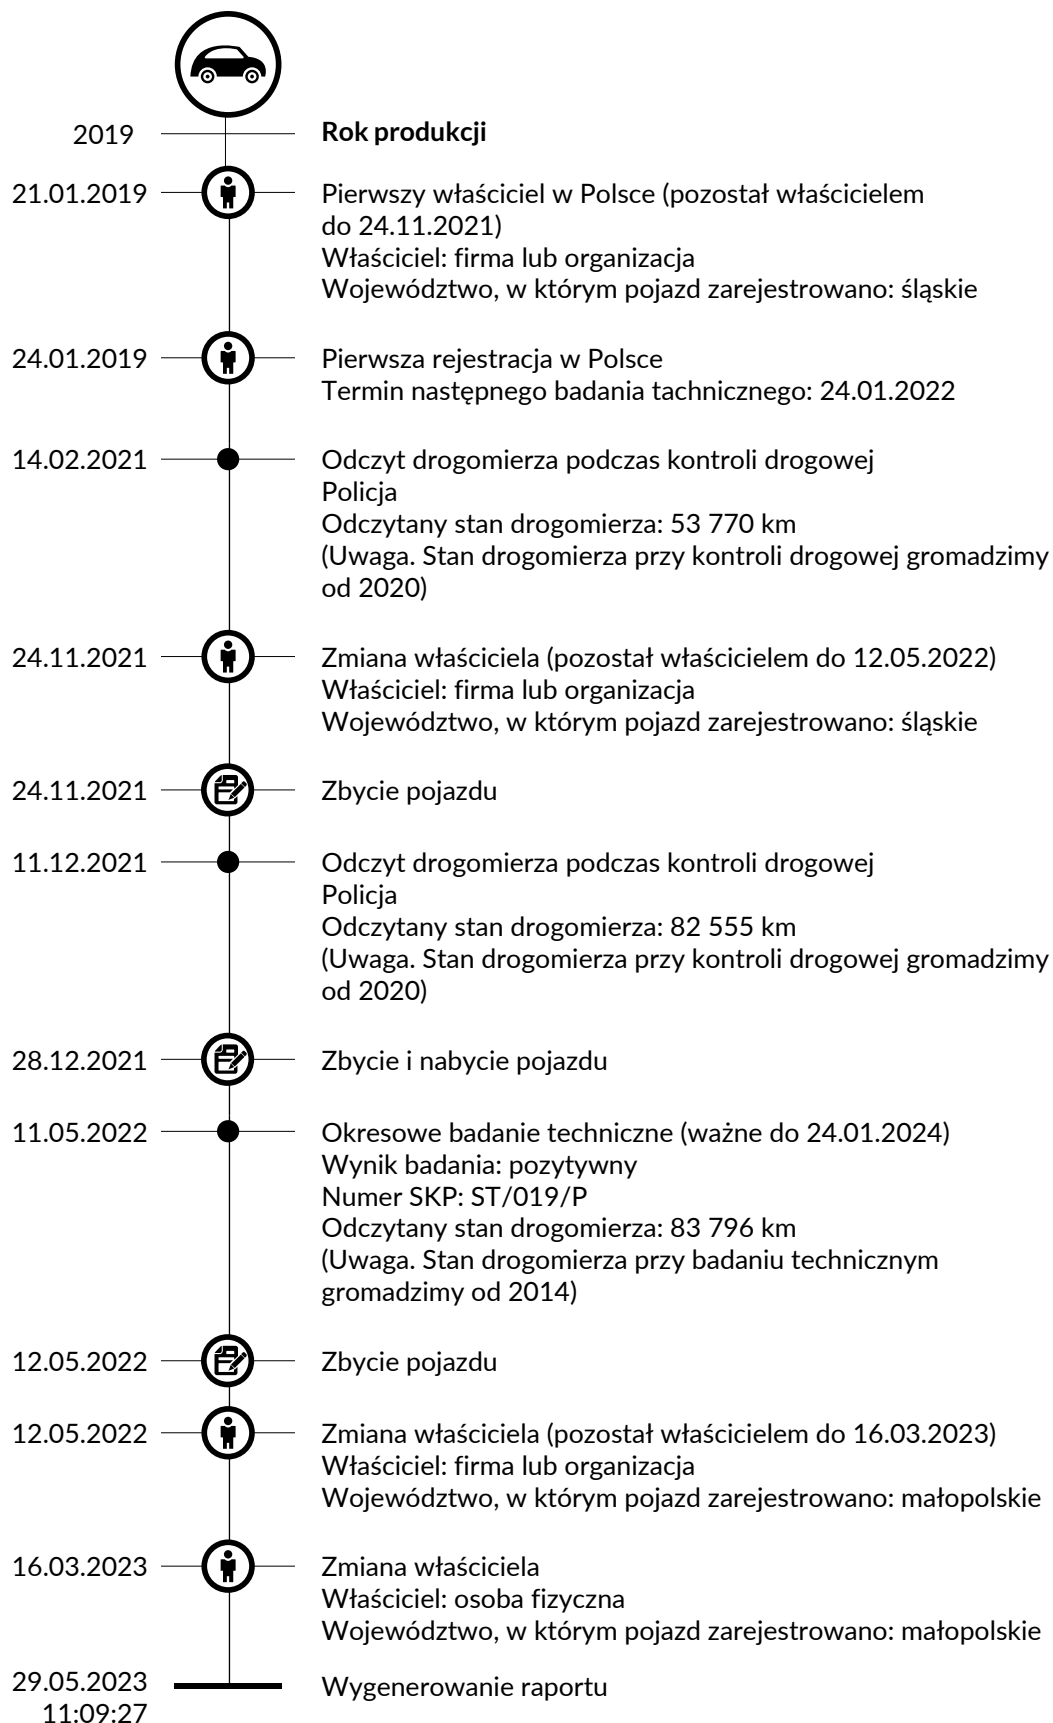 2019
Rok produkcji
21.01.2019
Pierwszy właściciel w Polsce (pozostał właścicielem
do 24.11.2021)
Właściciel: firma lub organizacja
Województwo, w którym pojazd zarejestrowano: śląskie
24.01.2019
Pierwsza rejestracja w Polsce
Termin następnego badania tachnicznego: 24.01.2022
14.02.2021
Odczyt drogomierza podczas kontroli drogowej
Policja
Odczytany stan drogomierza: 53 770 km
(Uwaga. Stan drogomierza przy kontroli drogowej gromadzimy
od 2020)
24.11.2021
Zmiana właściciela (pozostał właścicielem do 12.05.2022)
Właściciel: firma lub organizacja
Województwo, w którym pojazd zarejestrowano: śląskie
24.11.2021
Zbycie pojazdu
11.12.2021
Odczyt drogomierza podczas kontroli drogowej
Policja
Odczytany stan drogomierza: 82 555 km
(Uwaga. Stan drogomierza przy kontroli drogowej gromadzimy
od 2020)
28.12.2021
Zbycie i nabycie pojazdu
11.05.2022
Okresowe badanie techniczne (ważne do 24.01.2024)
Wynik badania: pozytywny
Numer SKP: ST/019/P
Odczytany stan drogomierza: 83 796 km
(Uwaga. Stan drogomierza przy badaniu technicznym
gromadzimy od 2014)
12.05.2022
Zbycie pojazdu
12.05.2022
Zmiana właściciela (pozostał właścicielem do 16.03.2023)
Właściciel: firma lub organizacja
Województwo, w którym pojazd zarejestrowano: małopolskie
16.03.2023
Zmiana właściciela
Właściciel: osoba fizyczna
Województwo, w którym pojazd zarejestrowano: małopolskie
29.05.2023
11:09:27
Wygenerowanie raportu